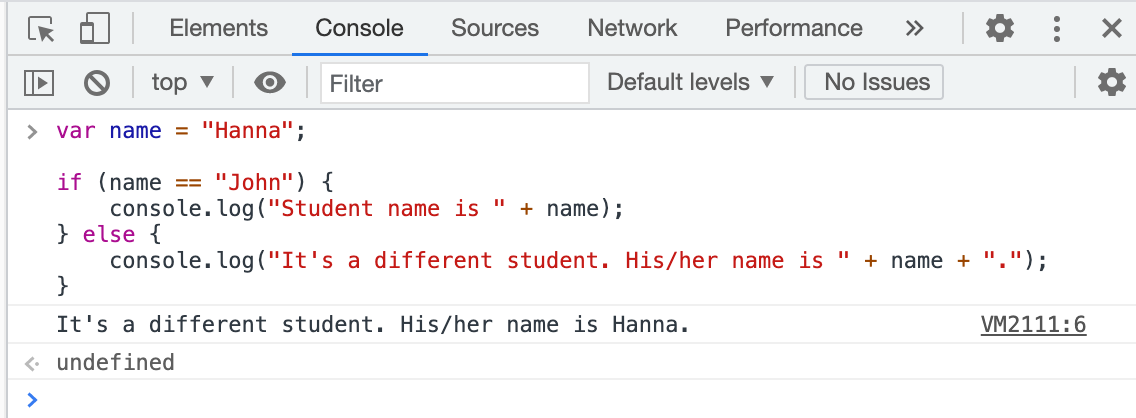 Elements Console Sources Network Performance
top Filter Default levels No Issues
var name = "Hanna";
if (name == "John") {
    console.log("Student name is " + name);
} else {
    console.log("It's a different student. His/her name is " + name + ".");
}
It's a different student. His/her name is Hanna. VM2111:6
undefined